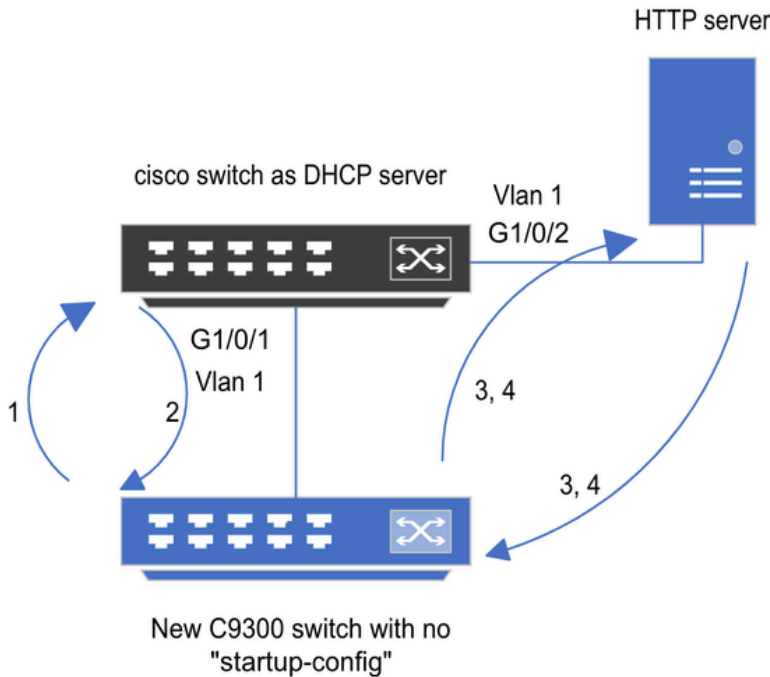 HTTP server
cisco switch as DHCP server
Vlan 1
G1/0/2
G1/0/1
Vlan 1
1
2
3, 4
3, 4
New C9300 switch with no
"startup-config"